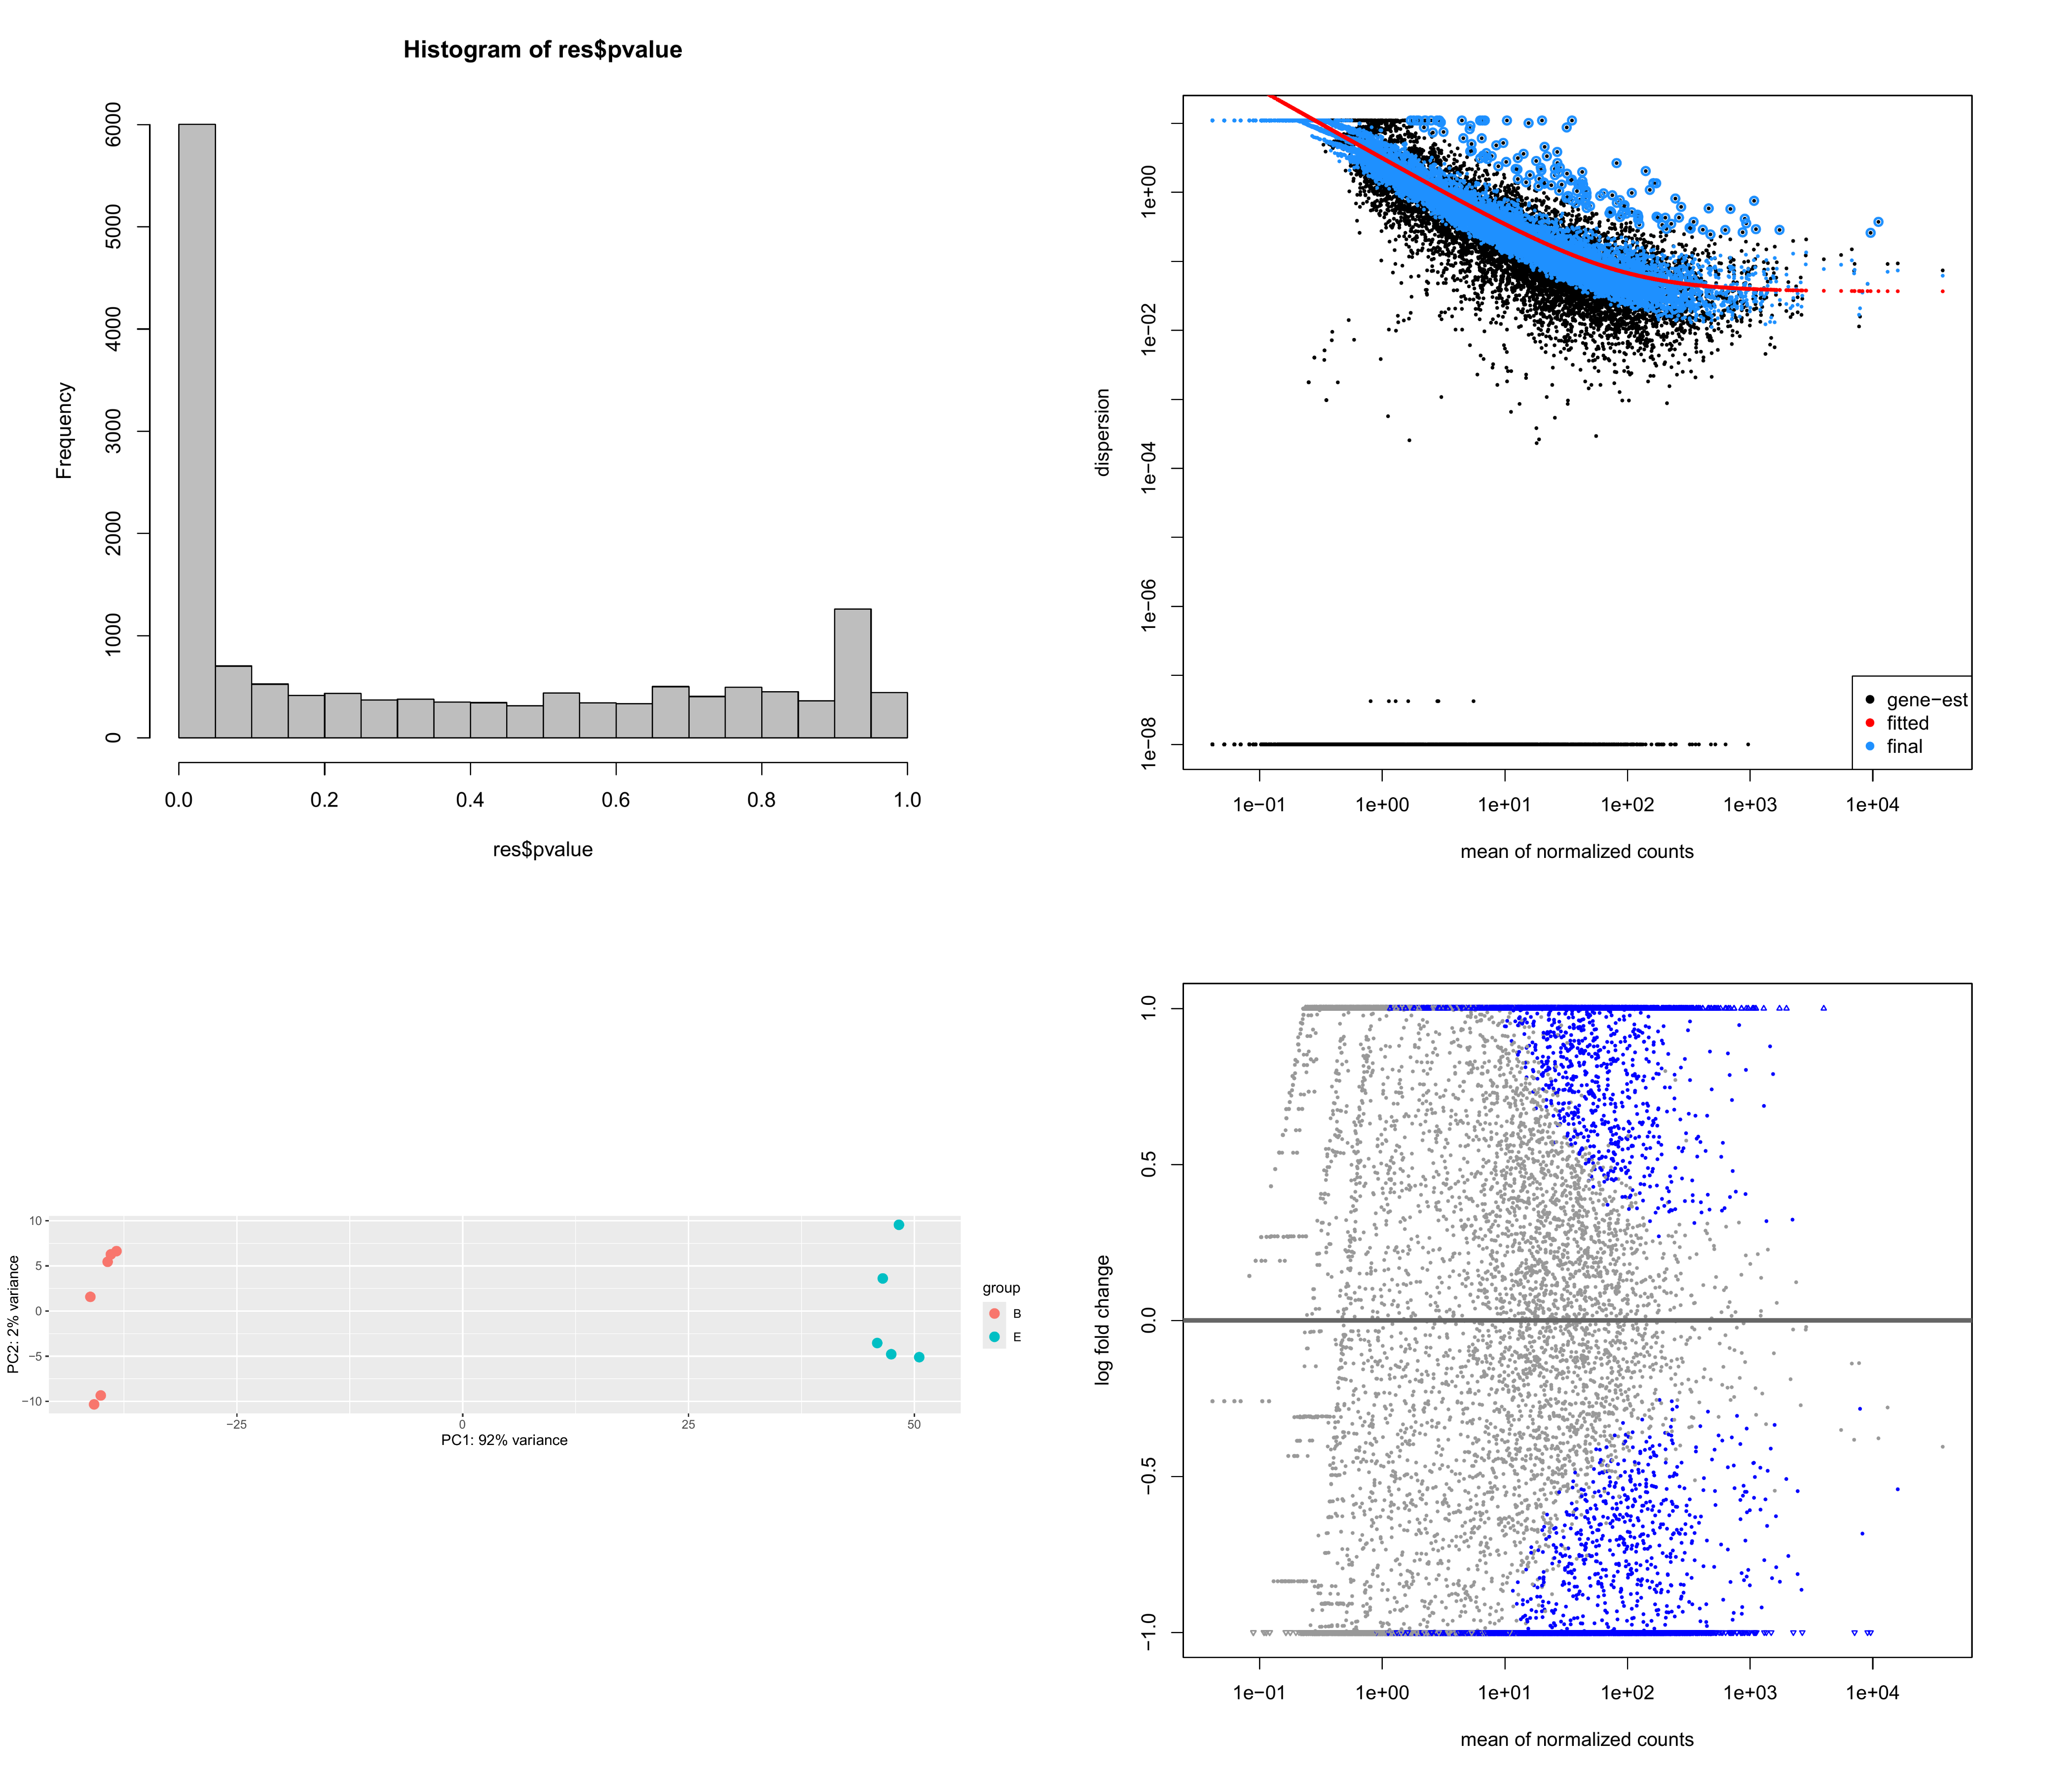 Histogram of res$pvalue
Frequency
0
1000
2000
3000
4000
5000
6000
0.0 0.2 0.4 0.6 0.8 1.0
res$pvalue
dispersion
1e−08
1e−06
1e−04
1e−02
1e+00
gene−est
fitted
final
1e−01 1e+00 1e+01 1e+02 1e+03 1e+04
mean of normalized counts
PC2: 2% variance
10
5
0
−5
−10
−25 0 25 50
PC1: 92% variance
group
B
E
log fold change
−1.0
−0.5
0.0
0.5
1.0
1e−01 1e+00 1e+01 1e+02 1e+03 1e+04
mean of normalized counts